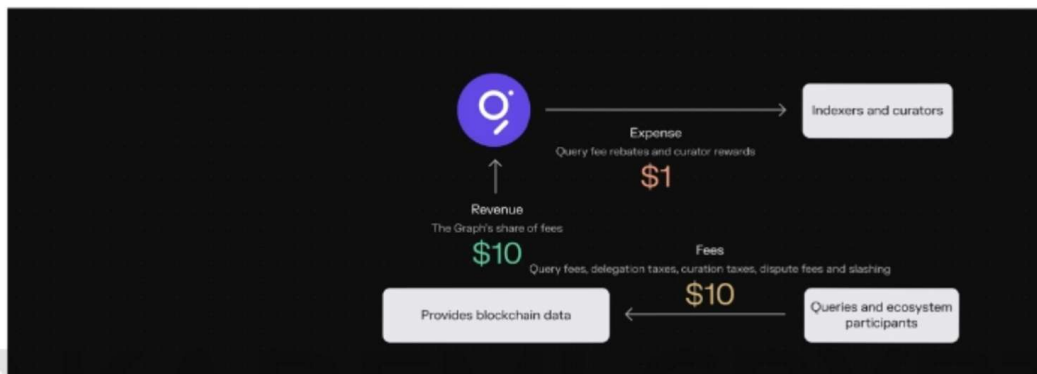 Indexers and curators
Expense
Query fee rebates and curator rewards
$1
Revenue
The Graph's share of fees
$10
Fees
Query fees, delegation taxes, curation taxes, dispute fees and slashing
$10
Provides blockchain data
Queries and ecosystem
participants